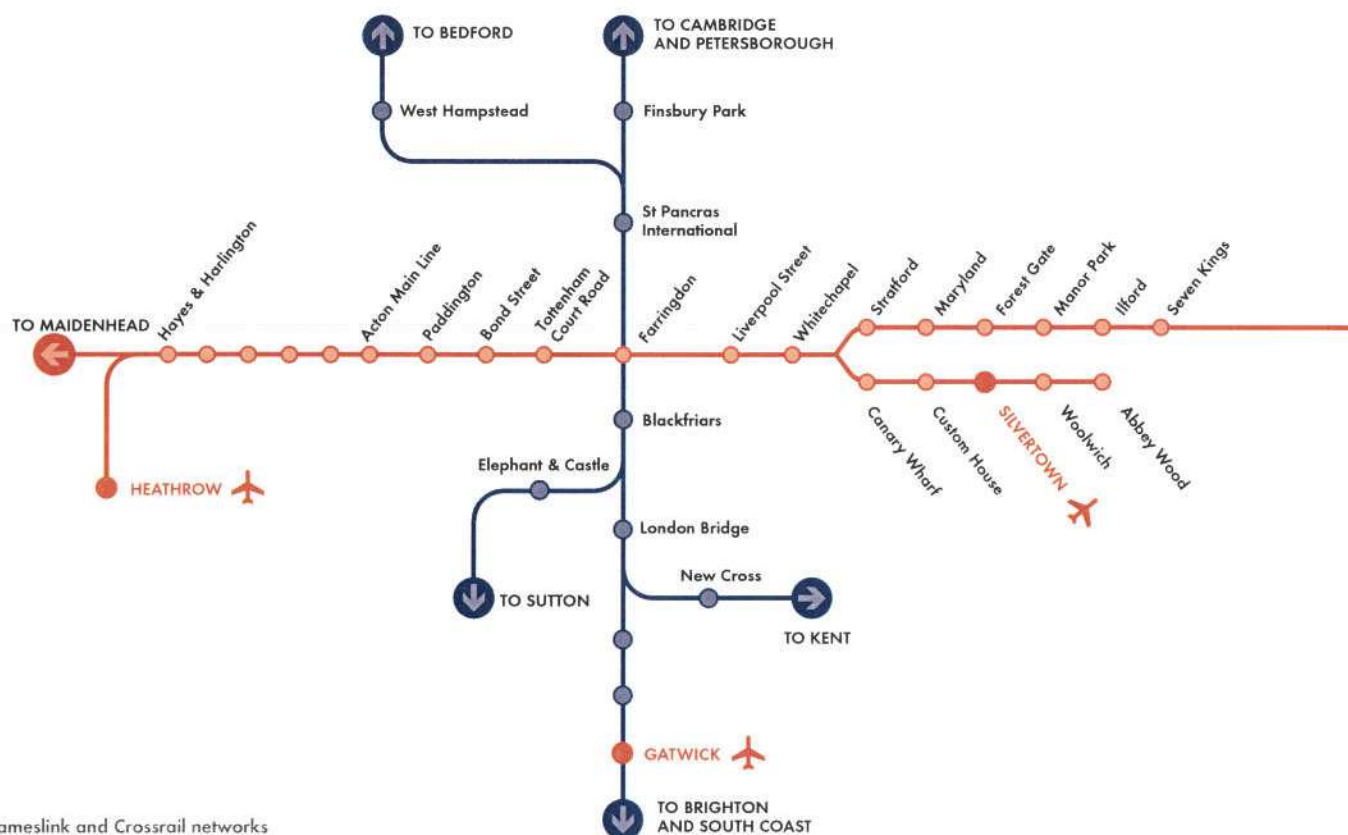 TO BEDFORD
TO CAMBRIDGE
AND PETERSBOROUGH
West Hampstead
Finsbury Park
St Pancras
International
TO MAIDENHEAD
Hayes & Harlington
Acton Main Line
Paddington
Bond Street
Tottenham
Court Road
Farringdon
Liverpool Street
Whitechapel
Stratford
Maryland
Forest Gate
Manor Park
Ilford
Seven Kings
Canary Wharf
Custom House
SILVERTOWN
Woolwich
Abbey Wood
HEATHROW
Blackfriars
Elephant & Castle
London Bridge
New Cross
TO SUTTON
TO KENT
GATWICK
TO BRIGHTON
AND SOUTH COAST
ameslink and Crossrail networks